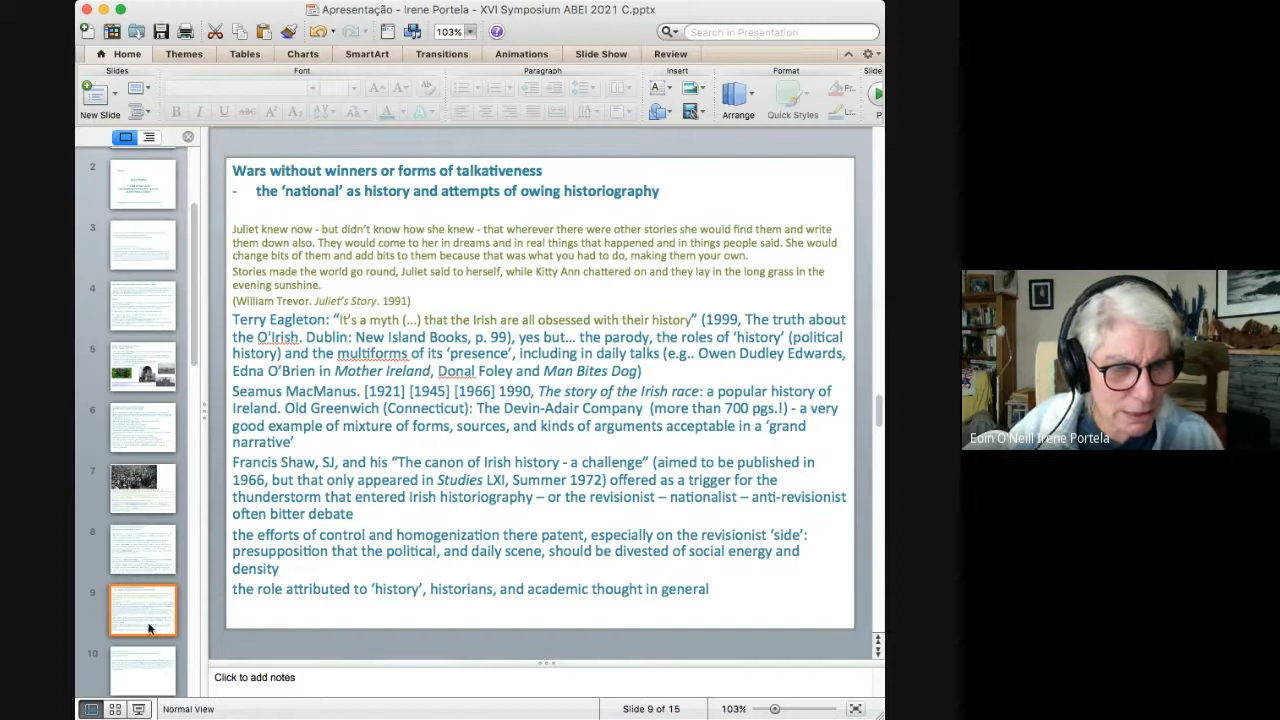 Apresentação - Irene Portela - XVI Symposium ABEI 2021 C.pptx
103%
Search in Presentation
Home Themes Tables Charts SmartArt Transitions Animations Slide Show Review
Slides Font Paragraph Insert Format Slide
New Slide
Arrange Quick Styles P
2
3
4
5
6
7
8
9
10
Wars without winners or forms of talkativeness
- the ‘national’ as history and attempts of owing historiography
Juliet knew now - but didn’t know how she knew - that wherever there were other stories she would find them and write
them down also. They would come to her in dreams and in real things that happened and in things people said. She would
change bits of them and add bits to them because that was what you had to do, making them your own.
Stories made the world go round, Juliet said to herself, while Kitty Ann chattered on and they lay in the long grass in the
evening sunshine.
(William Trevor. Juliet’s Story. 1991)
Terry Eagleton: “It’s a myth (...) that the Irish are all obsessed with their history” (1999, The truth about
the O’Irish. Dublin: New Island Books, p. 99), yes but... the parody, the roles of ‘history’ (political
history) and the multiforms of its ‘presence’, including in daily talks (e.g.. Owen Dudley Edwards,
Edna O’Brien in Mother Ireland, Donal Foley and Man Bites Dog)
Seamus MacManus. [1921] [1945] [1966] 1990, The story of the Irish race: a popular history of
Ireland. Old Greenwich (Connecticut): The Devin-Adair Company (more than 700 pgs.!) - a very
good example of mixture of forms, sources, and kinds of arguments acceptable in a ‘grand
narrative’
Francis Shaw, SJ, and his “The canon of Irish history - a challenge” (aimed to be published in
1966, but that only appeared in Studies LXI, Summer 1972) offered as a trigger for the
thunderstorm that entered Irish historiography – or the revisionist – nationalist – anti-revisionist
often bitter debate
the efforts ofcontrol and homogenization there patent, especially on the revisionist ‘side’:
presupposition that the political, and daily scene, should be divested of social energy and
density
the role attributed to ‘history’, historians, and academic thought in general
Click to add notes
Normal View Slide 9 of 15 103%
Eoin O'Neill Irene Portela